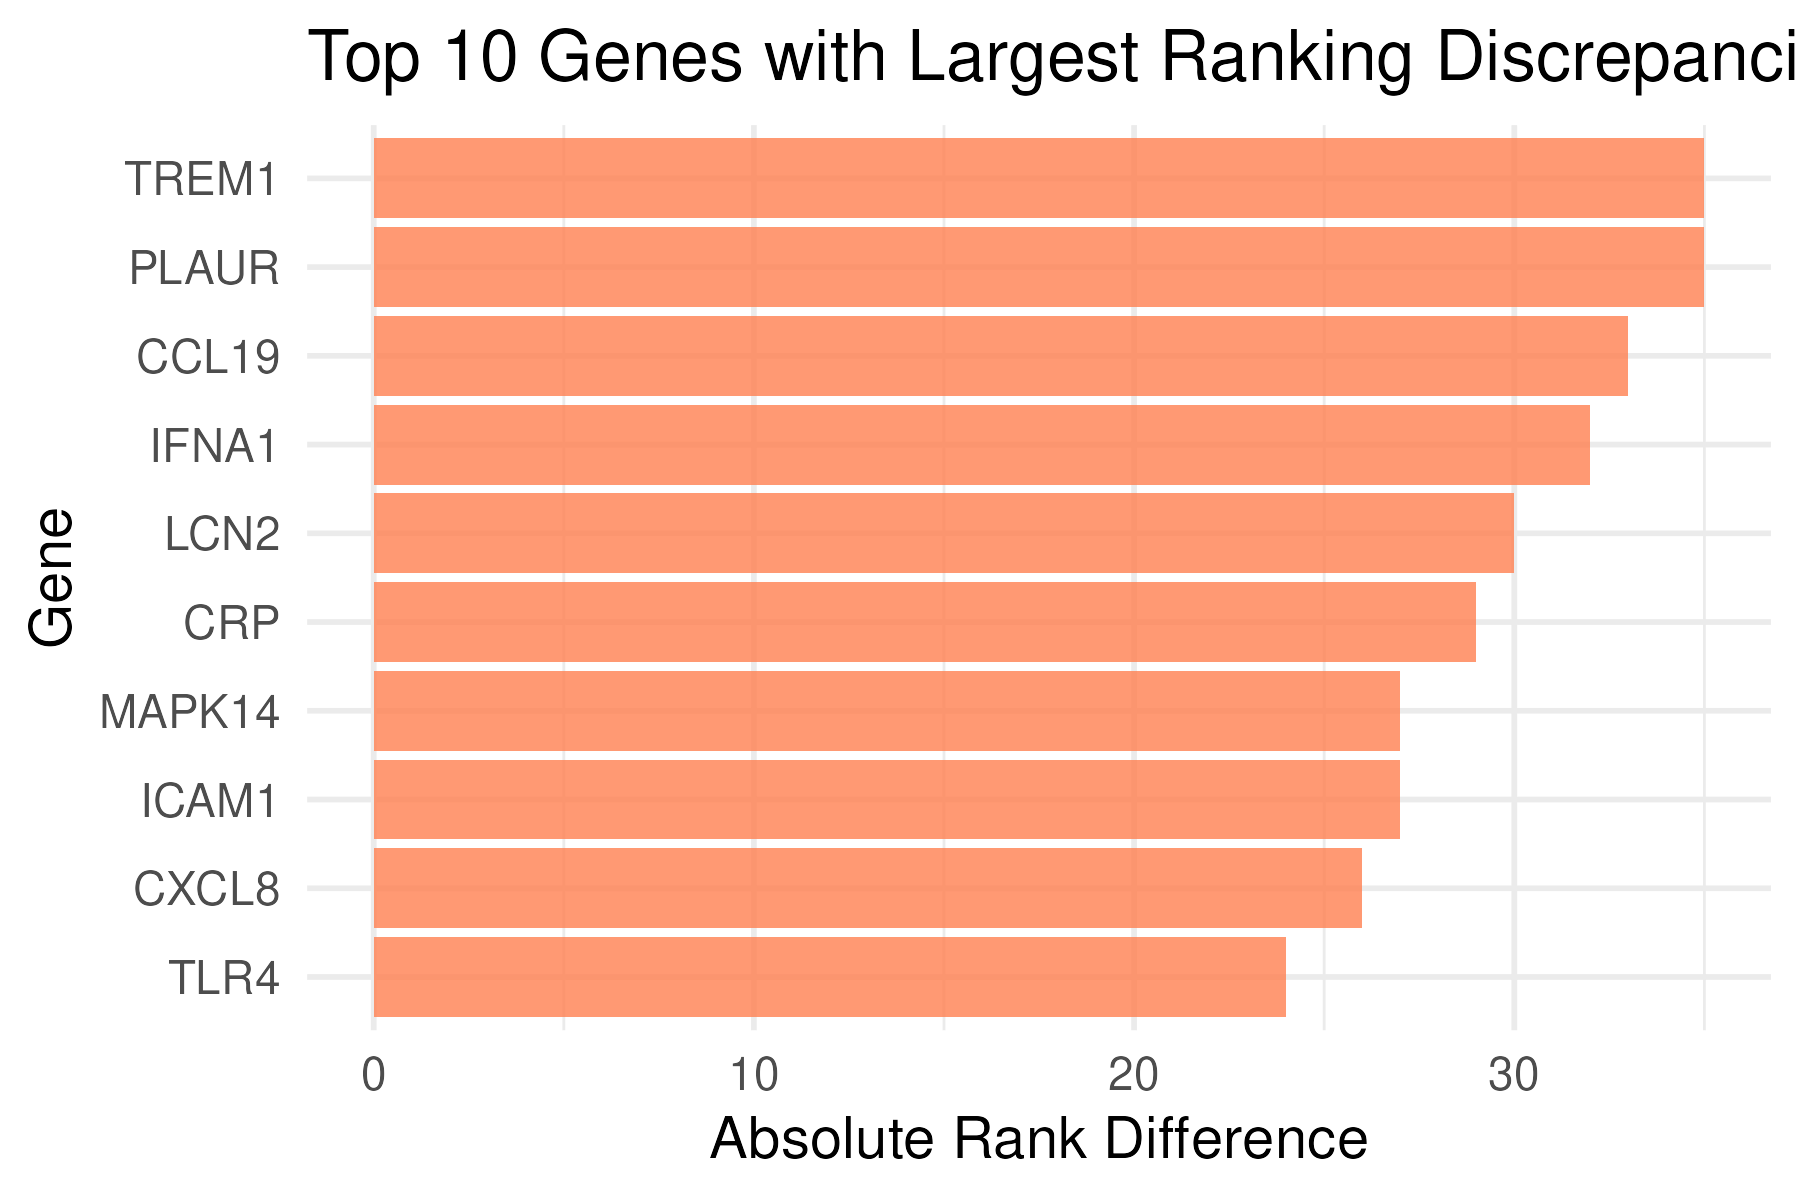 Top 10 Genes with Largest Ranking Discrepanci
TREM1
PLAUR
CCL19
IFNA1
LCN2
CRP
MAPK14
ICAM1
CXCL8
TLR4
Gene
0 10 20 30
Absolute Rank Difference